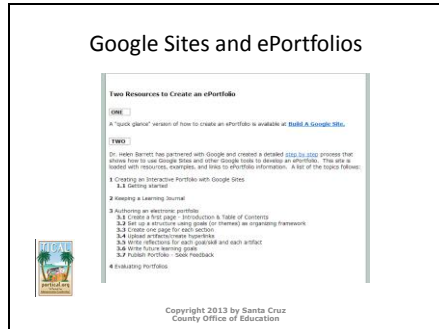 Google Sites and ePortfolios
Two Resources to Create an ePortfolio
ONE
A "quick glance" version of how to create an ePortfolio is available at Build A Google Site.
TWO
Dr. Helen Barrett has partnered with Google and created a detailed step by step process that
shows how to use Google Sites and other Google tools to develop an ePortfolio. This site is
loaded with resources, examples, and links to ePortfolio information. A list of the topics follows:
1 Creating an Interactive Portfolio with Google Sites
1.1 Getting started
2 Keeping a Learning Journal
3 Authoring an electronic portfolio
3.1 Create a first page - Introduction & Table of Contents
3.2 Set up a structure using goals (or themes) as organizing framework
3.3 Create one page for each section
3.4 Upload artifacts/create hyperlinks
3.5 Write reflections for each goal/skill and each artifact
3.6 Write future learning goals
3.7 Publish Portfolio - Seek Feedback
4 Evaluating Portfolios
TICAL
portical.org
Copyright 2013 by Santa Cruz
County Office of Education